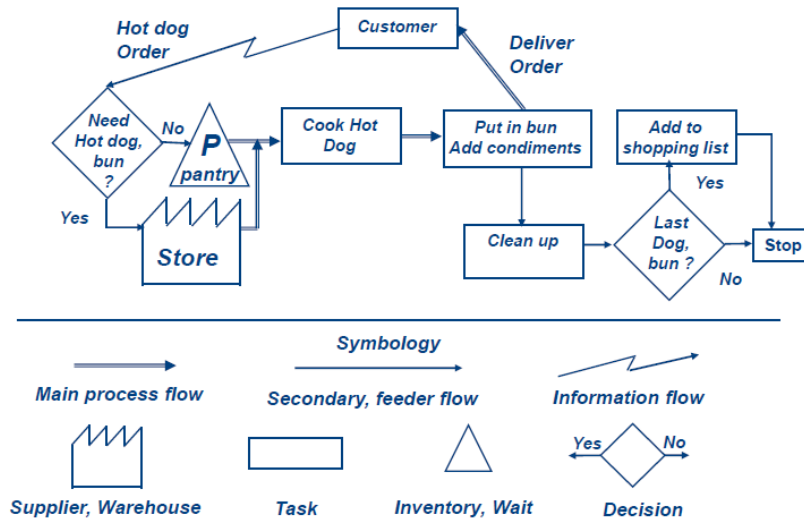 Hot dog
Order
Customer
Deliver
Order
Need
Hot dog,
bun
?
No
P
pantry
Cook Hot
Dog
Put in bun
Add condiments
Add to
shopping list
Yes
Yes
Store
Clean up
Last
Dog,
bun ?
Stop
No
Symbology
Main process flow
Secondary, feeder flow
Information flow
Yes
No
Supplier, Warehouse
Task
Inventory, Wait
Decision